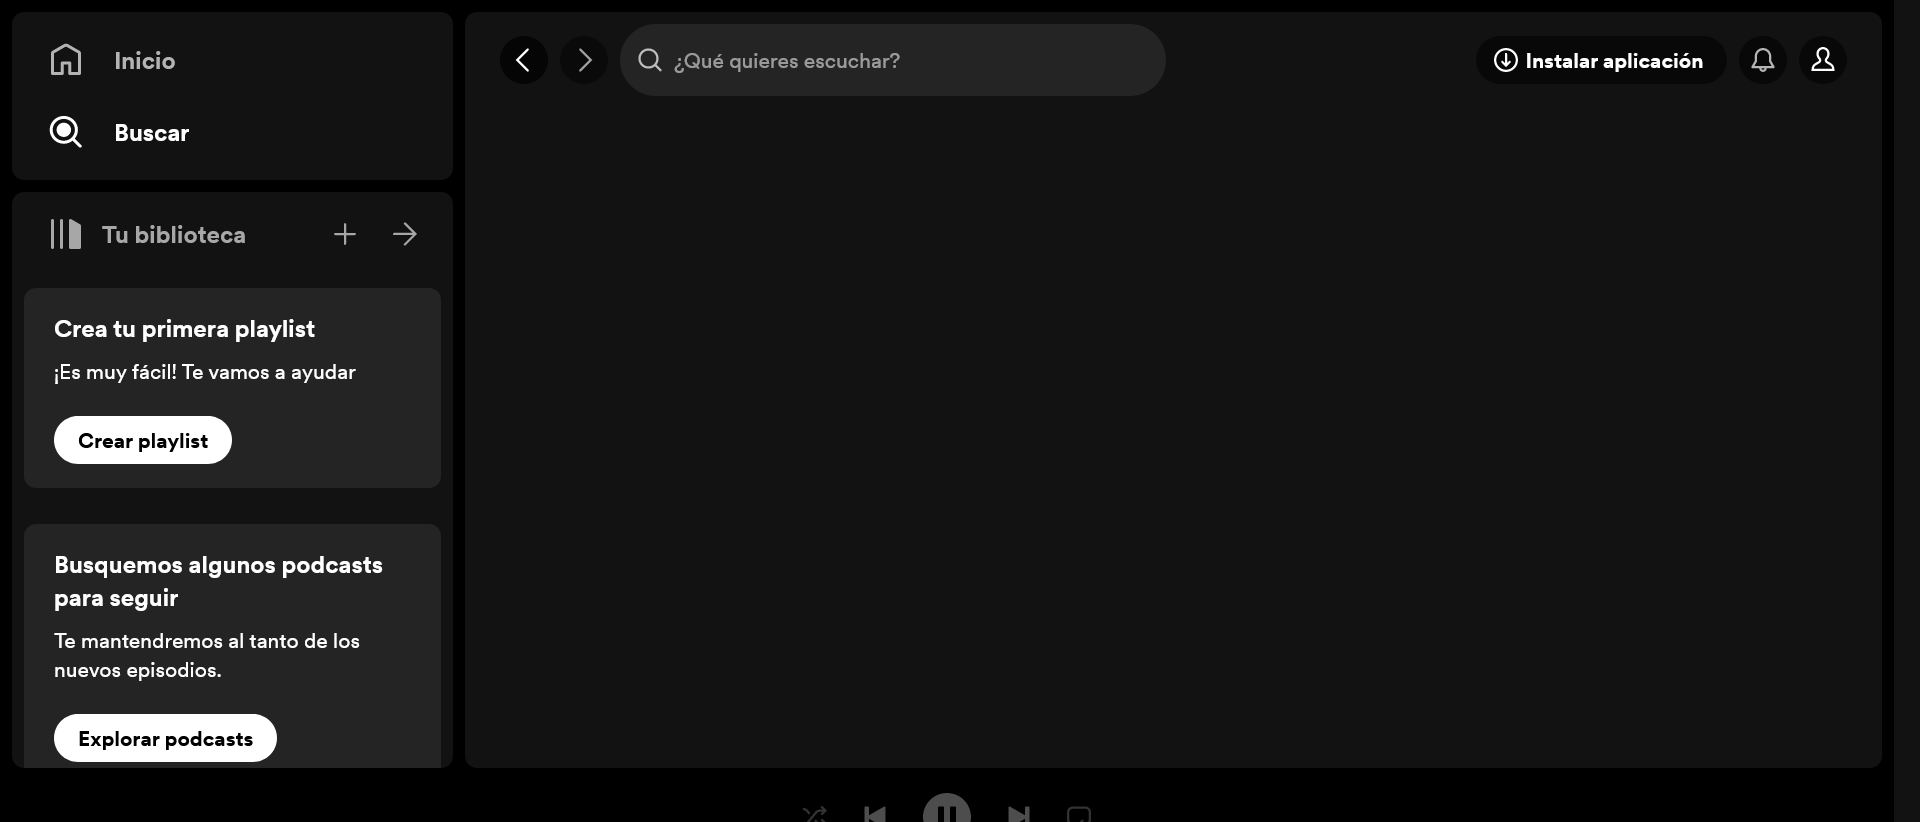 Inicio
Buscar
Tu biblioteca
Crea tu primera playlist
¡Es muy fácil! Te vamos a ayudar
Crear playlist
Busquemos algunos podcasts
para seguir
Te mantendremos al tanto de los
nuevos episodios.
Explorar podcasts
¿Qué quieres escuchar?
Instalar aplicación